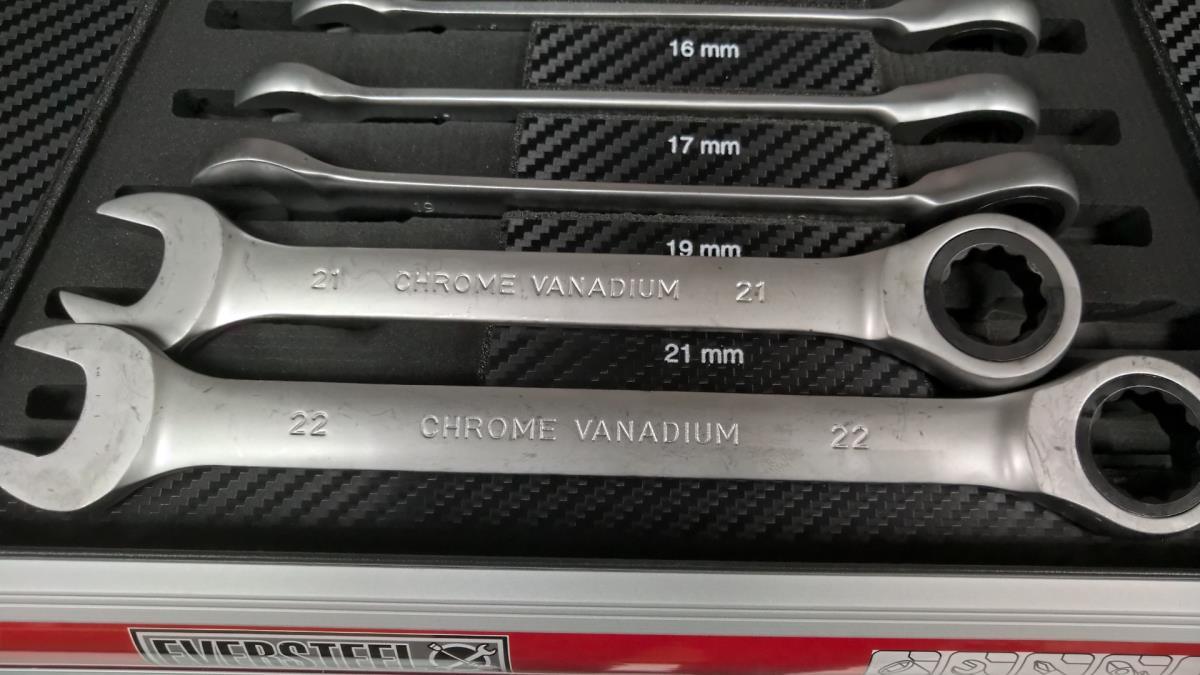 16 mm
17 mm
19
19 mm
21 CHROME VANADIUM 21
21 mm
22 CHROME VANADIUM 22
EVERSTEEL